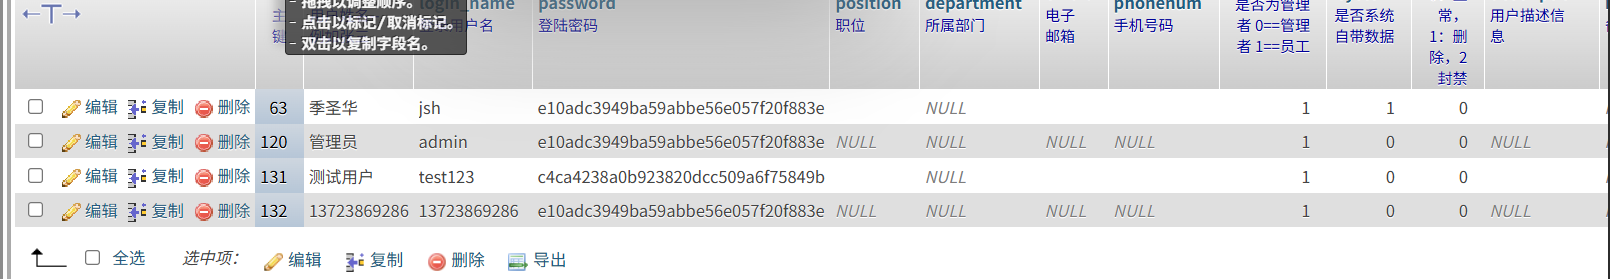 ←T→
主键
- 拖拽以调整顺序。
- 点击以标记/取消标记。
- 双击以复制字段名。
login_name
用户名
password
登陆密码
position
职位
department
所属部门
电子邮箱
phonenum
手机号码
是否为管理者 0==管理者 1==员工
是否系统自带数据
常，1：删除，2封禁
用户描述信息
编辑 复制 删除 63 季圣华 jsh e10adc3949ba59abbe56e057f20f883e NULL 1 1 0
编辑 复制 删除 120 管理员 admin e10adc3949ba59abbe56e057f20f883e NULL NULL NULL NULL 1 0 0 NULL
编辑 复制 删除 131 测试用户 test123 c4ca4238a0b923820dcc509a6f75849b NULL 1 0 0
编辑 复制 删除 132 13723869286 13723869286 e10adc3949ba59abbe56e057f20f883e NULL NULL NULL NULL 1 0 0 NULL
全选 选中项： 编辑 复制 删除 导出